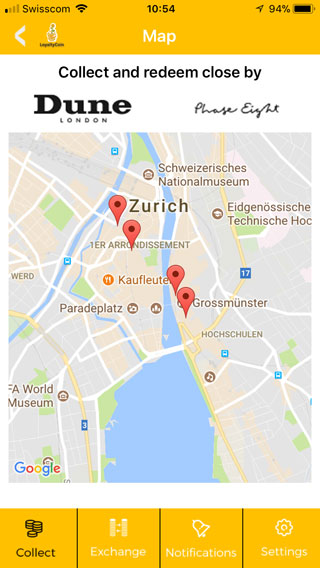 Swisscom 10:54 94%
LoyaltyCoin
Map
Collect and redeem close by
Dune
LONDON
Phase Eight
Schweizerisches
Nationalmuseum
Zurich
Eidgenössische
Technische Hoc
1ER ARRONDISSEMENT
WERD
Kaufleuten
17
Paradeplatz
Grossmünster
HOCHSCHULEN
FA World
Museum
3
Google
Collect Exchange Notifications Settings